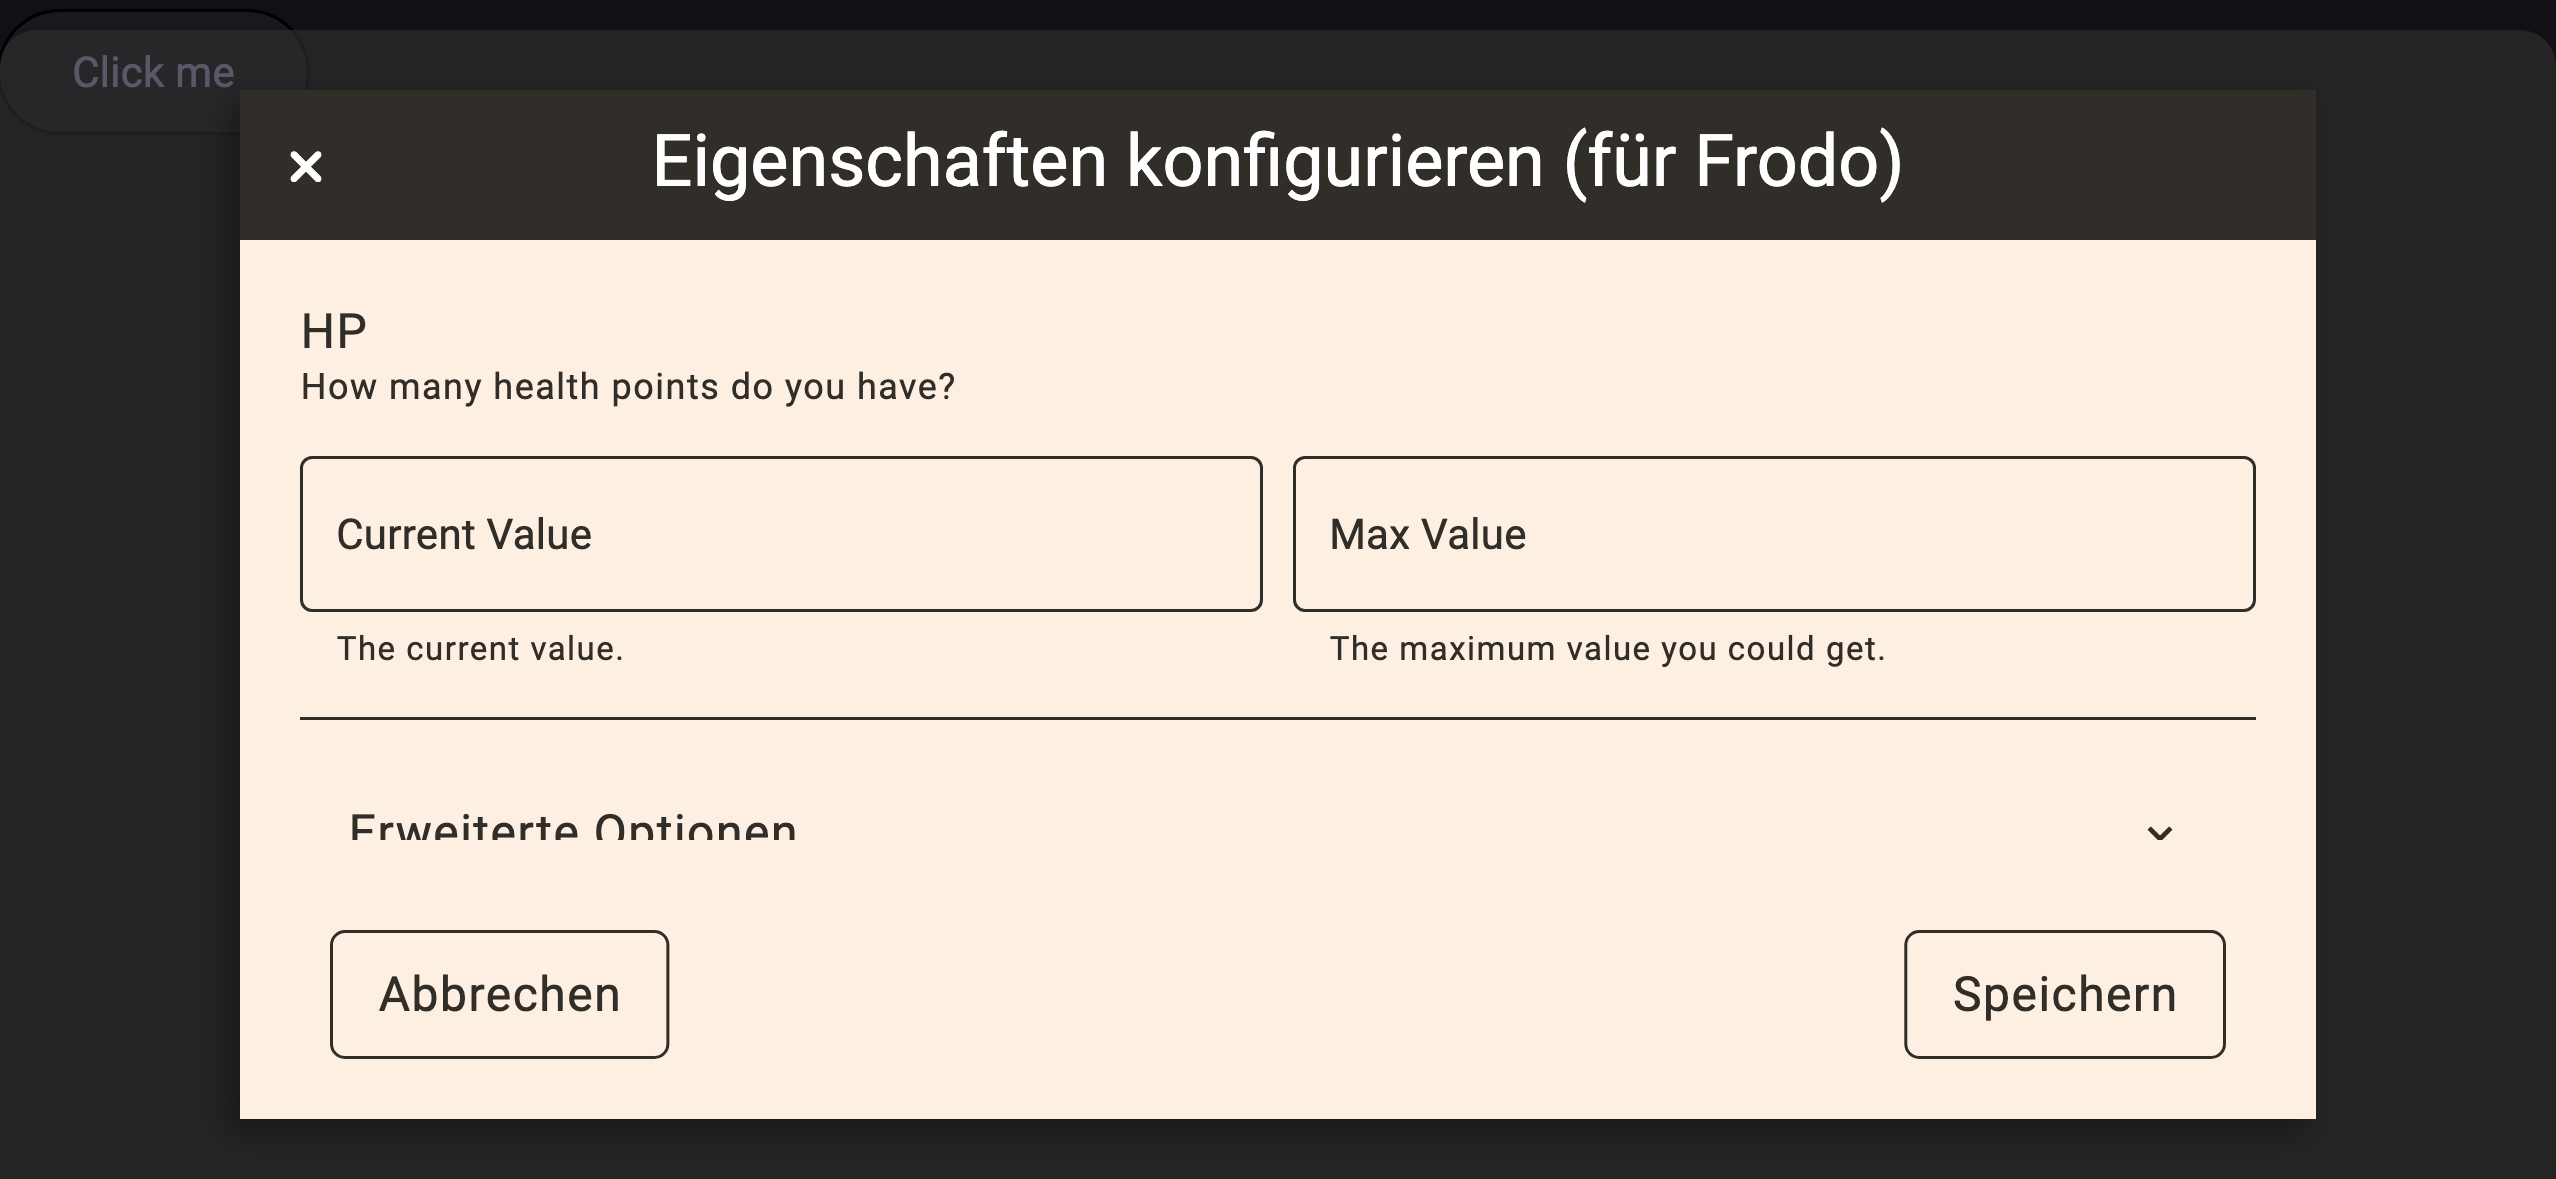 Click me
Eigenschaften konfigurieren (für Frodo)
HP
How many health points do you have?
Current Value
Max Value
The current value.
The maximum value you could get.
Erweiterte Optionen
Abbrechen
Speichern